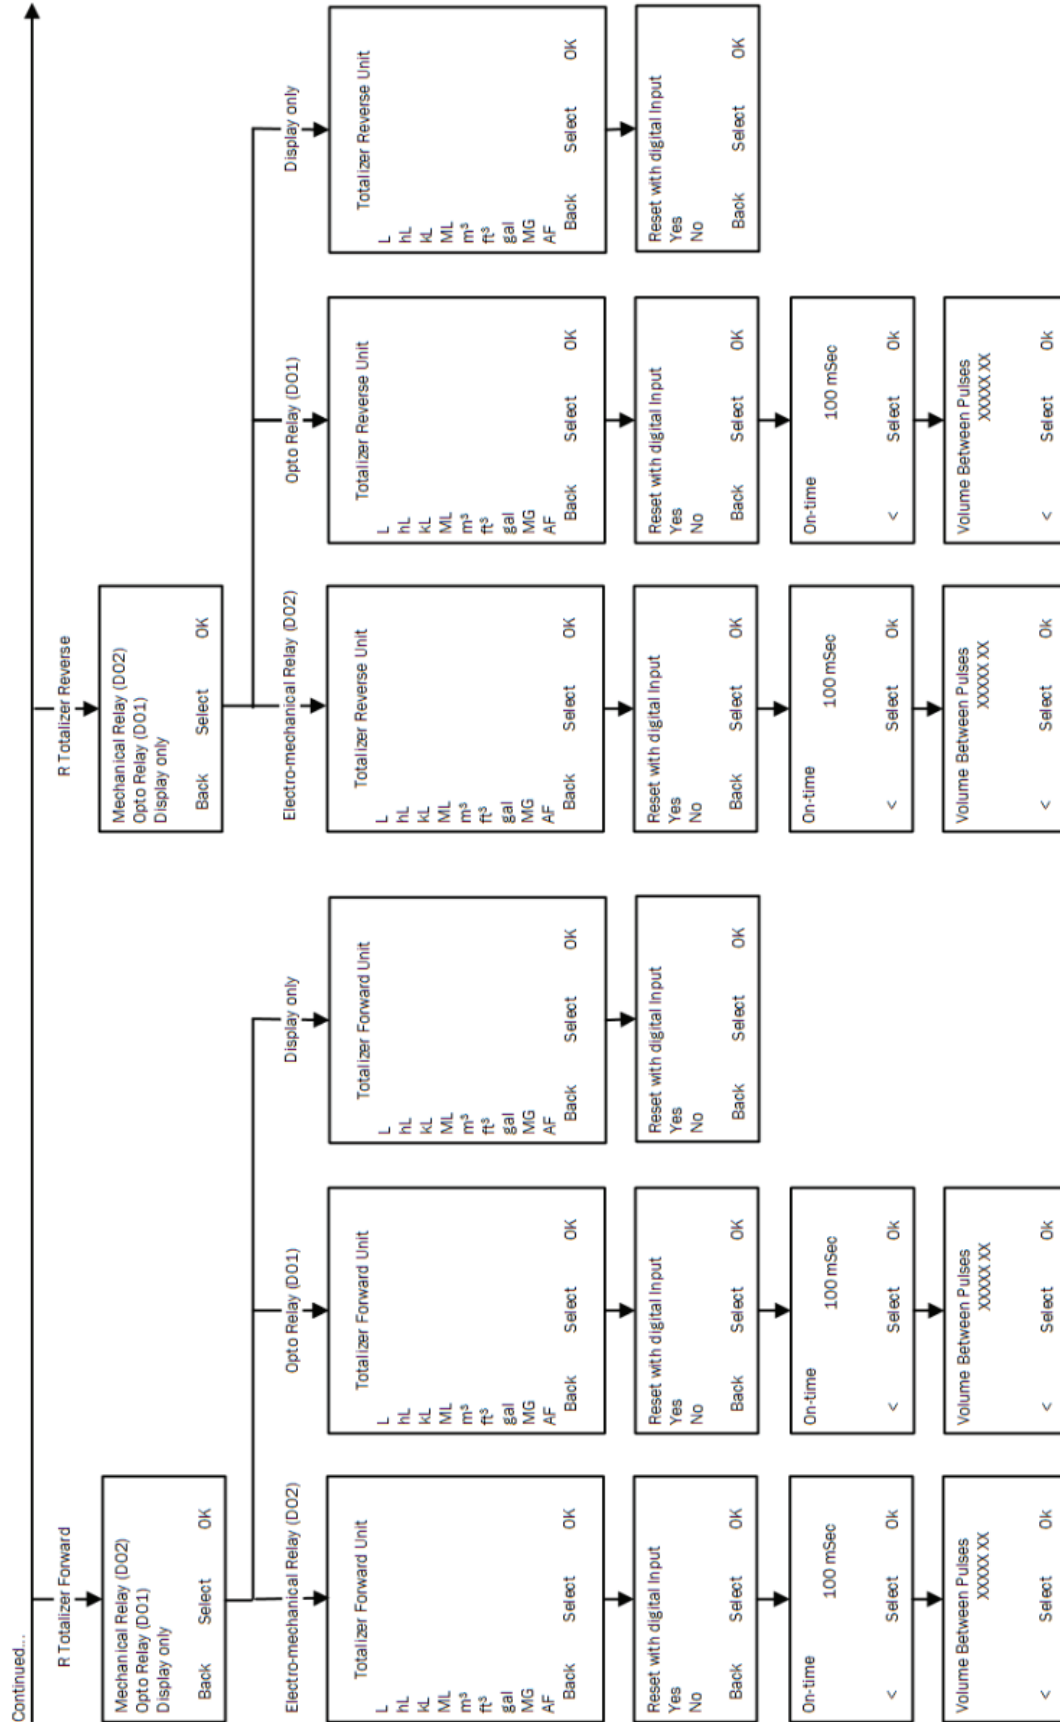 Continued...
R Totalizer Forward
Mechanical Relay (D02)
Opto Relay (D01)
Display only
Back Select OK
Electro-mechanical Relay (D02)
Totalizer Forward Unit
L
hL
kL
ML
m³
ft³
gal
MG
AF
Back Select OK
Reset with digital Input
Yes
No
Back Select OK
On-time
100 mSec
< Select Ok
Volume Between Pulses
XXXXX XX
< Select Ok
Opto Relay (D01)
Totalizer Forward Unit
L
hL
kL
ML
m³
ft³
gal
MG
AF
Back Select OK
Reset with digital Input
Yes
No
Back Select OK
On-time
100 mSec
< Select Ok
Volume Between Pulses
XXXXX XX
< Select Ok
Display only
Totalizer Forward Unit
L
hL
kL
ML
m³
ft³
gal
MG
AF
Back Select OK
Reset with digital Input
Yes
No
Back Select OK
R Totalizer Reverse
Mechanical Relay (D02)
Opto Relay (D01)
Display only
Back Select OK
Electro-mechanical Relay (D02)
Totalizer Reverse Unit
L
hL
kL
ML
m³
ft³
gal
MG
AF
Back Select OK
Reset with digital Input
Yes
No
Back Select OK
On-time
100 mSec
< Select Ok
Volume Between Pulses
XXXXX XX
< Select Ok
Opto Relay (D01)
Totalizer Reverse Unit
L
hL
kL
ML
m³
ft³
gal
MG
AF
Back Select OK
Reset with digital Input
Yes
No
Back Select OK
On-time
100 mSec
< Select Ok
Volume Between Pulses
XXXXX XX
< Select Ok
Display only
Totalizer Reverse Unit
L
hL
kL
ML
m³
ft³
gal
MG
AF
Back Select OK
Reset with digital Input
Yes
No
Back Select OK